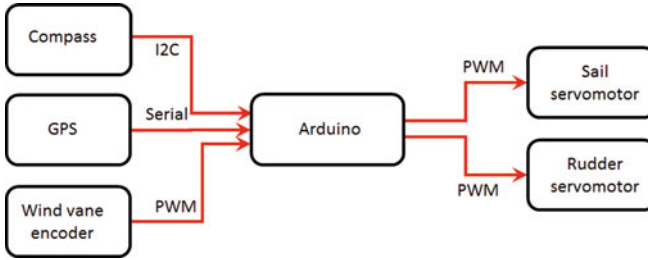 Compass
I2C
GPS
Serial
Wind vane
encoder
PWM
Arduino
PWM
Sail
servomotor
PWM
Rudder
servomotor